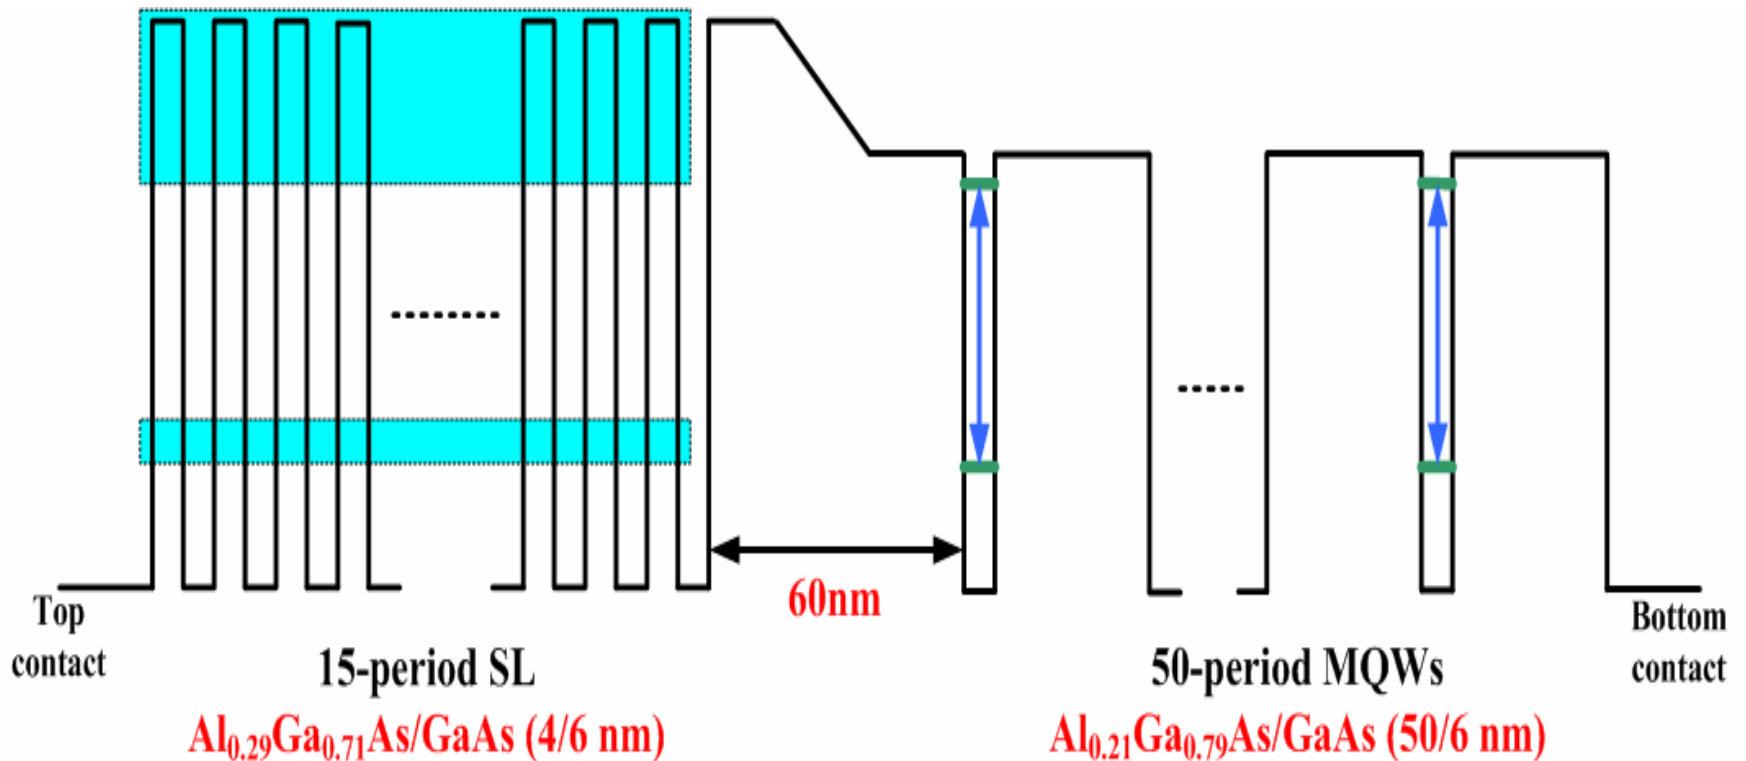 60nm
Top
contact
15-period SL
Al0.29Ga0.71As/GaAs (4/6 nm)
50-period MQWs
Al0.21Ga0.79As/GaAs (50/6 nm)
Bottom
contact